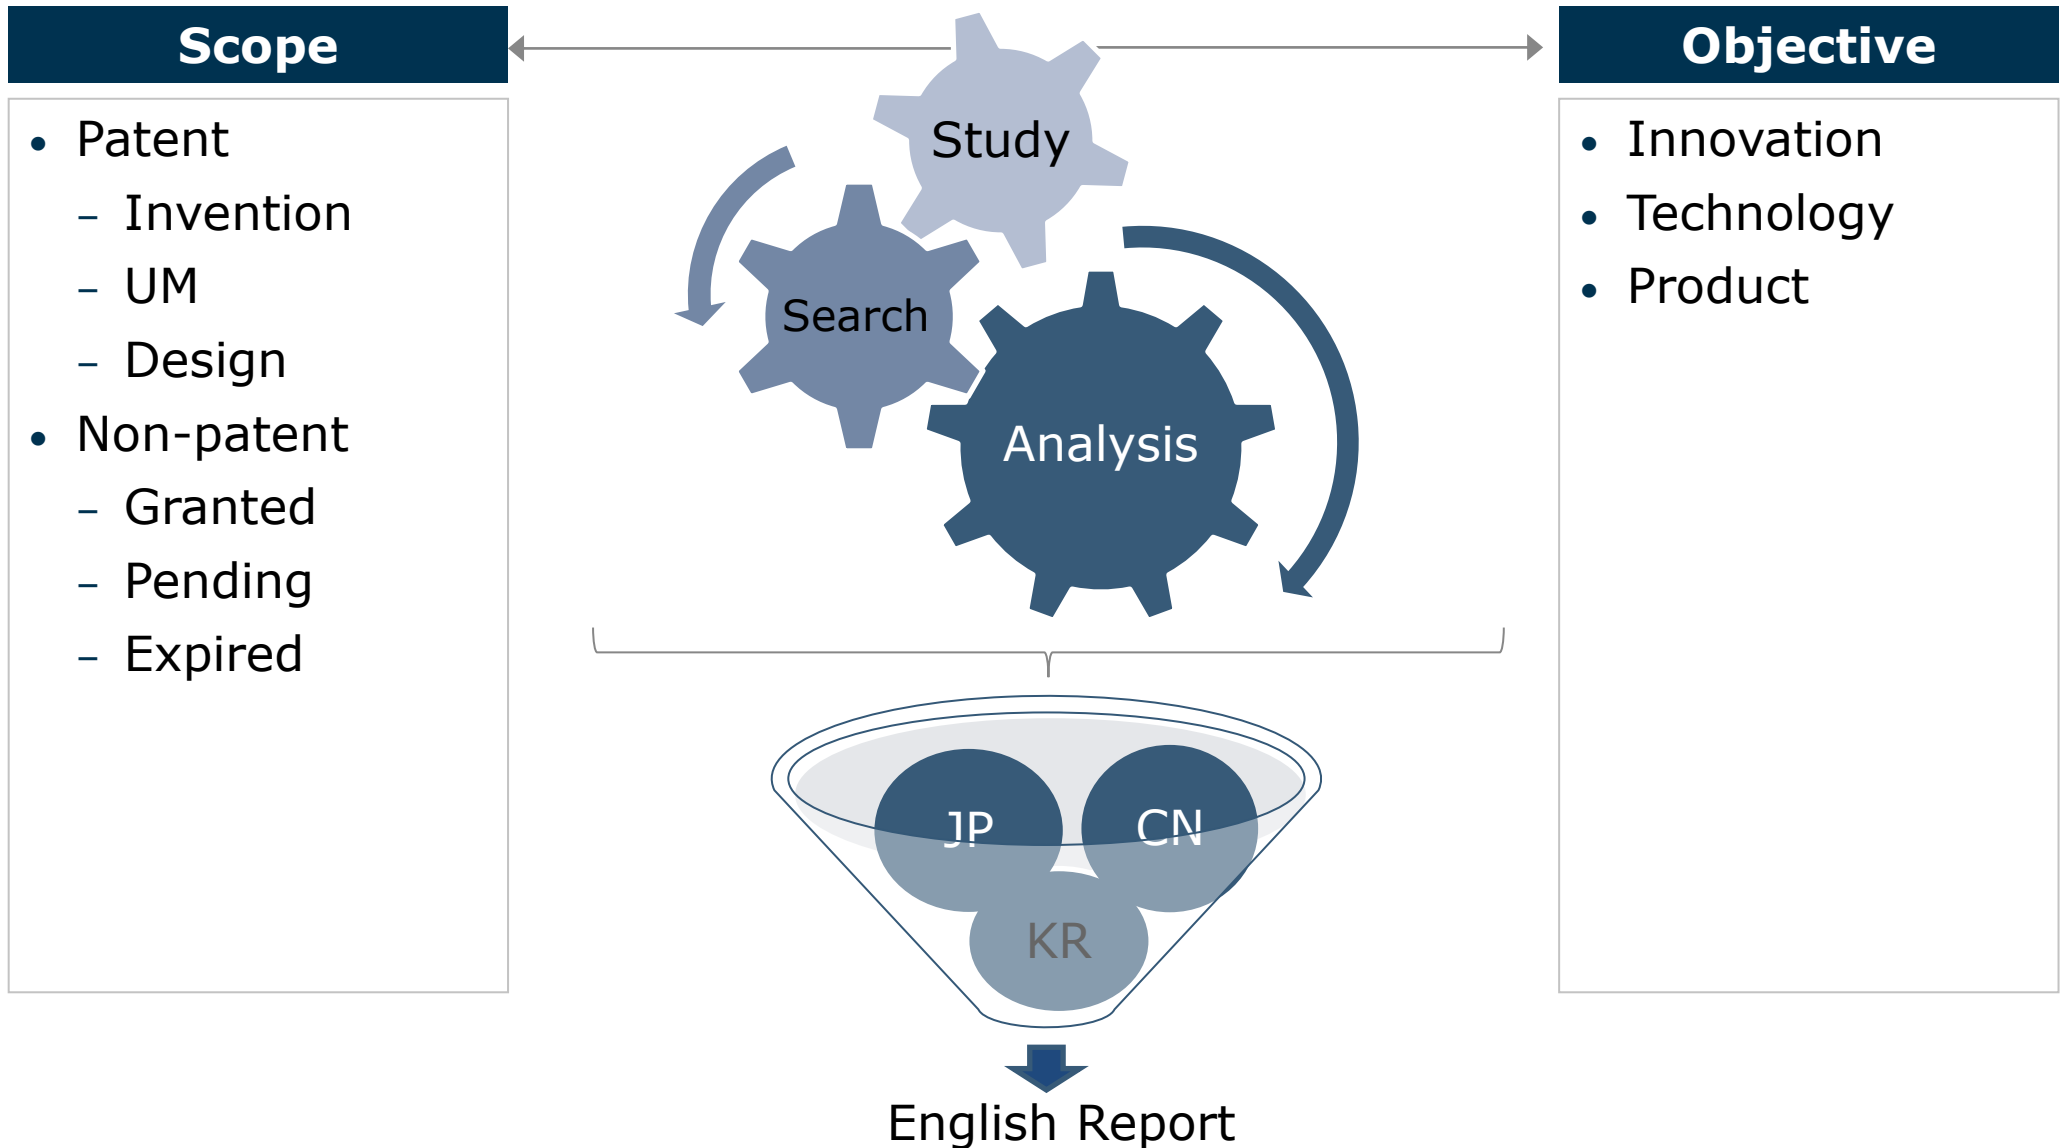 Scope
Patent
– Invention
– UM
– Design
Non-patent
– Granted
– Pending
– Expired
Study
Search
Analysis
JP
CN
KR
English Report
Objective
Innovation
Technology
Product